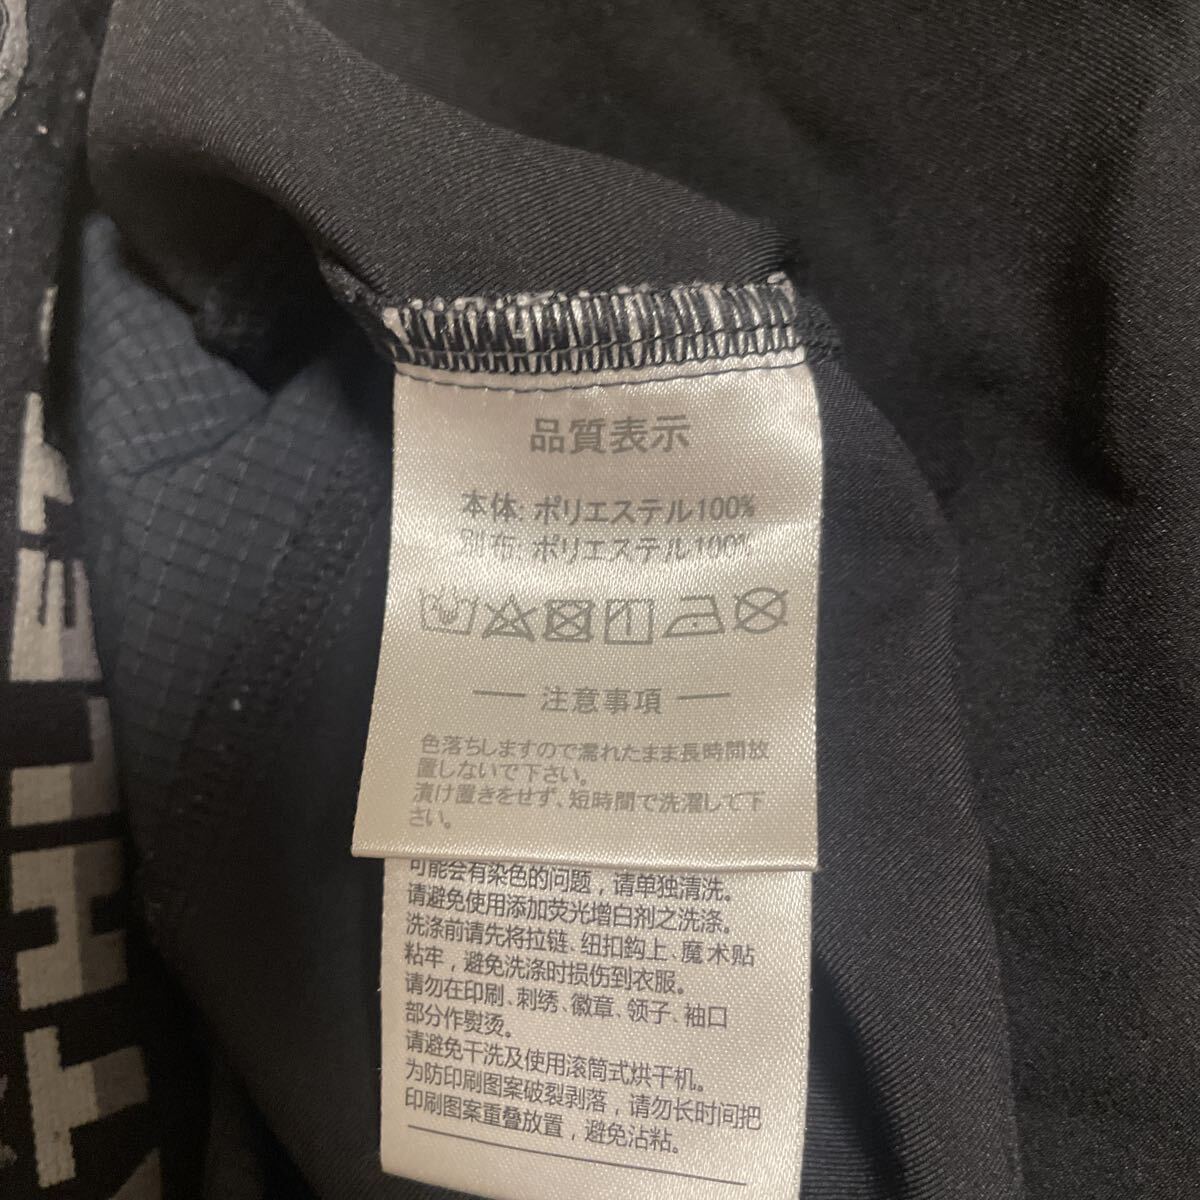 品質表示
本体: ポリエステル100%
別布: ポリエステル100%
注意事項
色落ちしますので濡れたまま長時間放
置しないで下さい。
漬け置きをせず、短時間で洗濯して下
さい。
可能会有染色的问题，请单独清洗。
请避免使用添加荧光增白剂之洗涤。
洗涤前请先将拉链、纽扣鈎上、魔术贴
粘牢，避免洗涤时损伤到衣服。
请勿在印刷、刺绣、徽章、领子、袖口
部分作熨烫。
请避免干洗及使用滚筒式烘干机。
为防印刷图案破裂剥落，请勿长时间把
印刷图案重叠放置，避免沾粘。